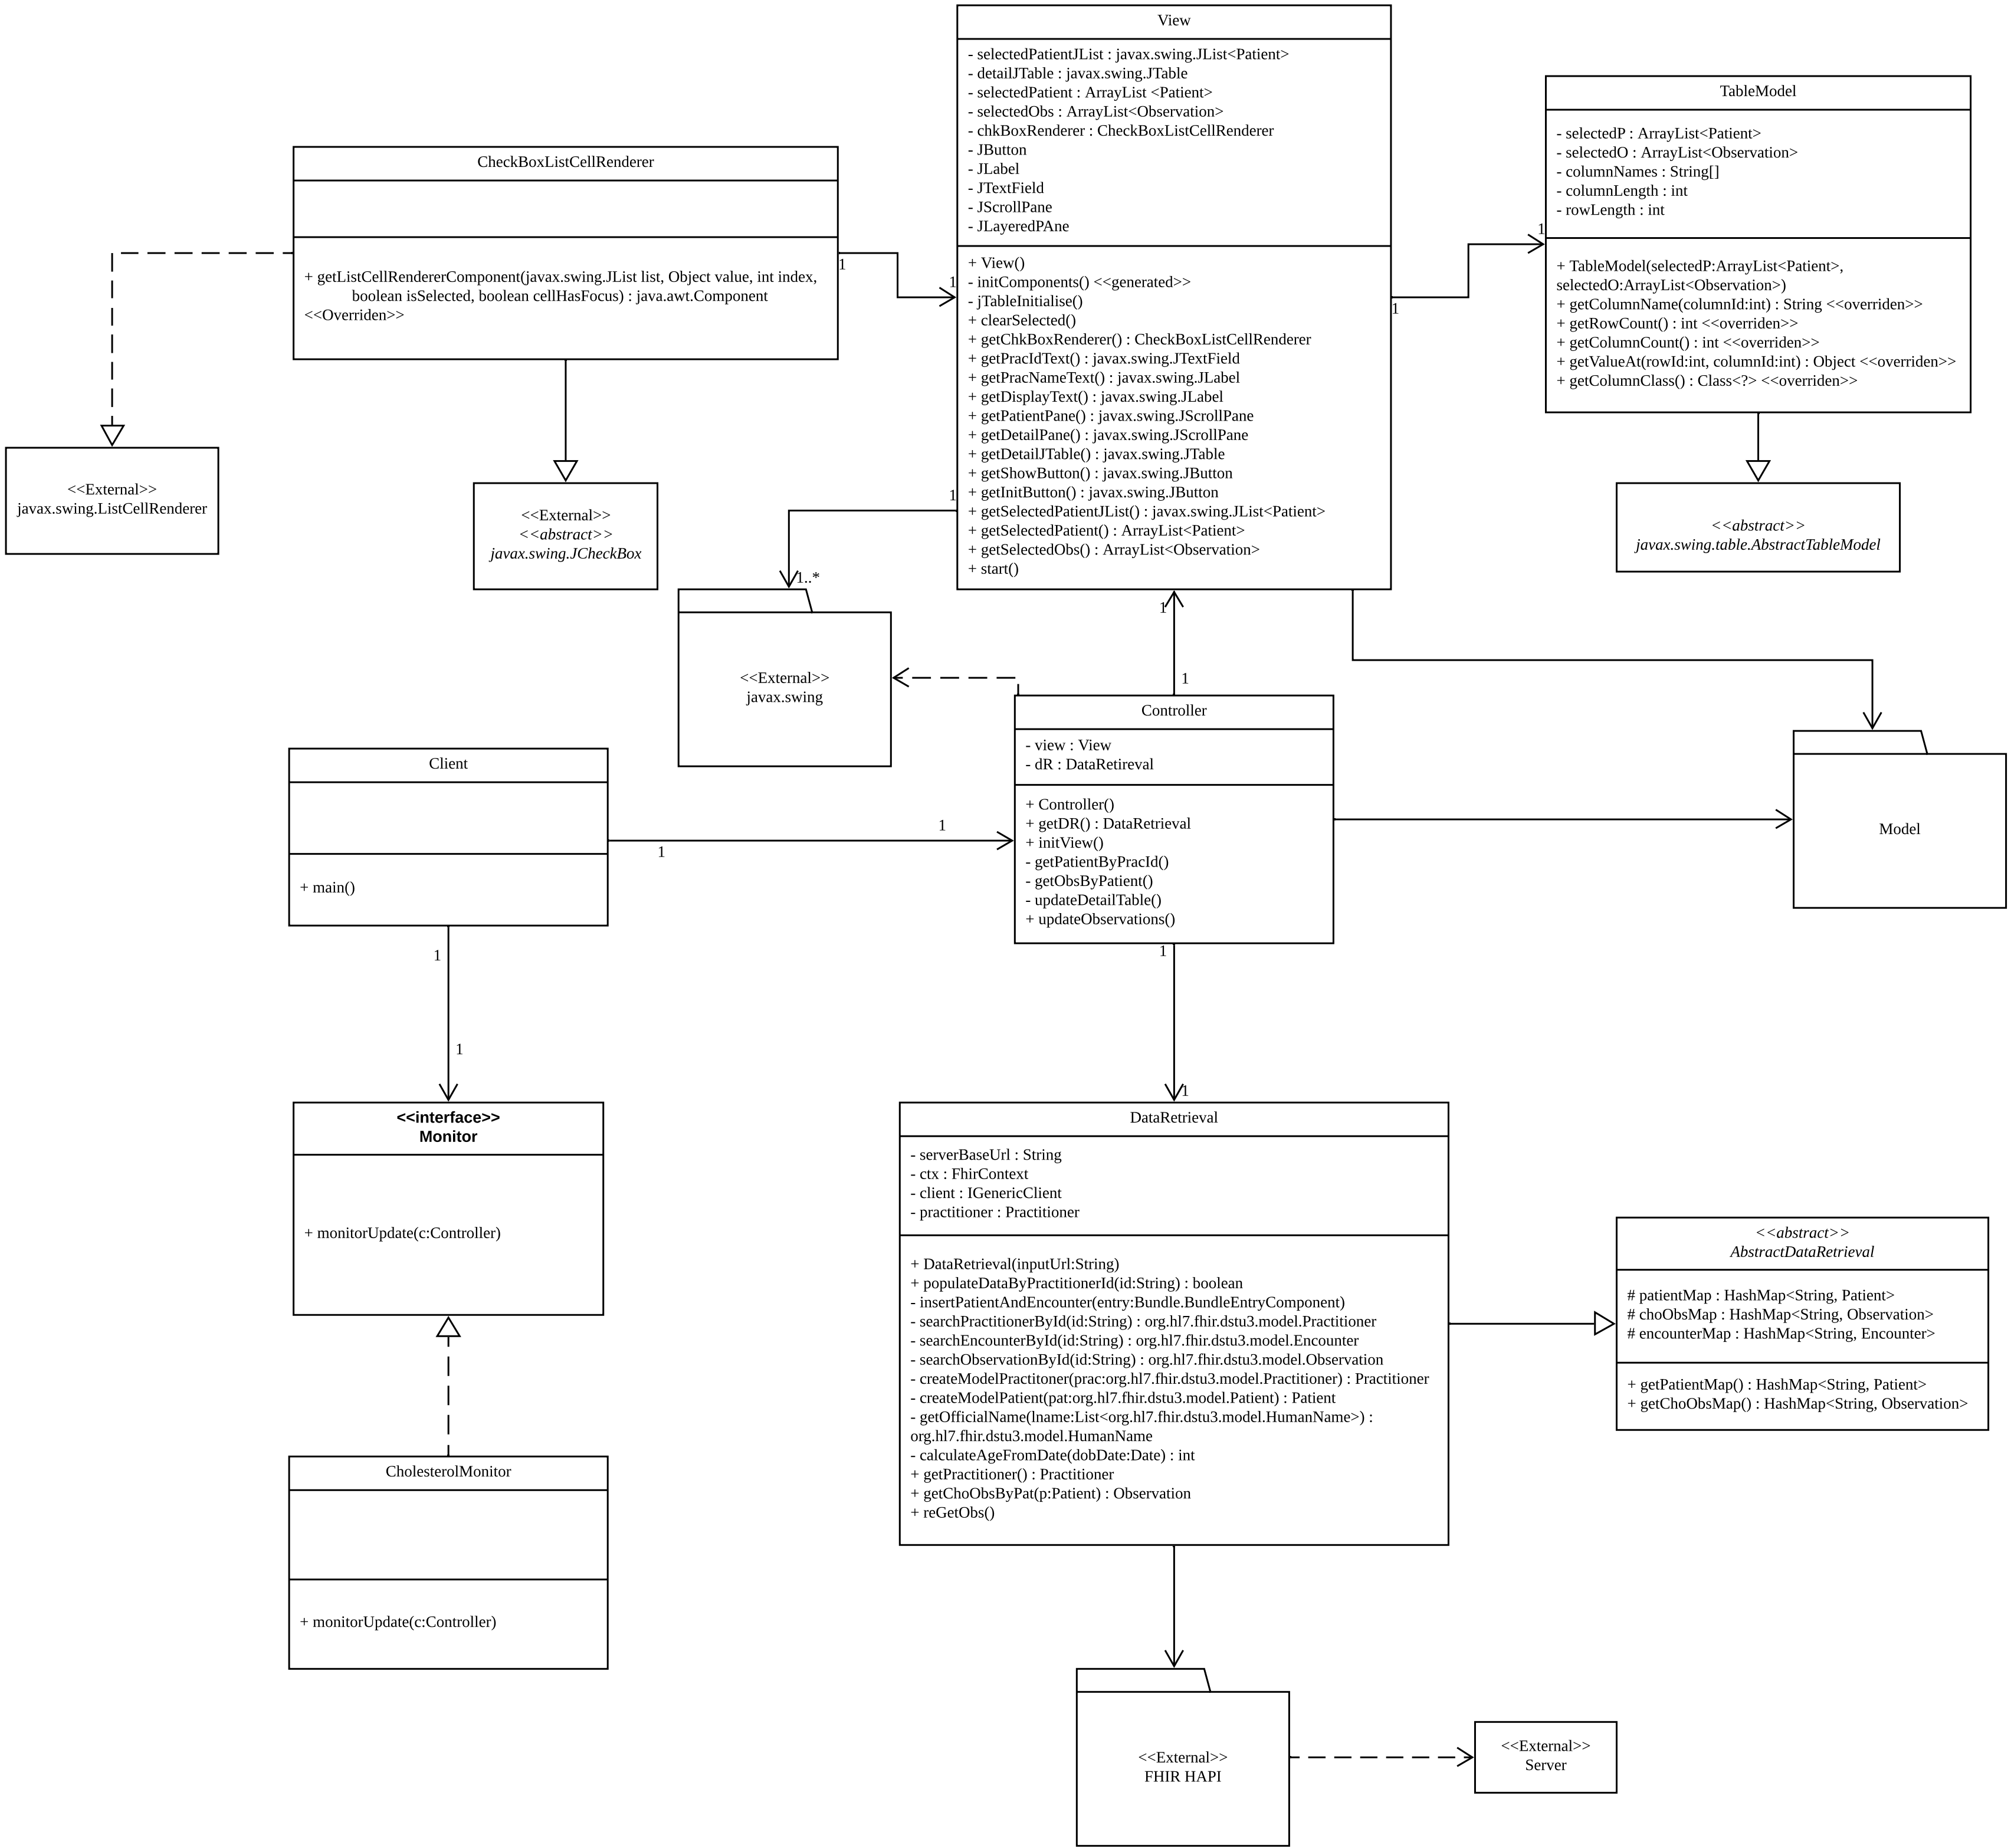 View
- selectedPatientJList : javax.swing.JList<Patient>
- detailJTable : javax.swing.JTable
- selectedPatient : ArrayList <Patient>
- selectedObs : ArrayList<Observation>
- chkBoxRenderer : CheckBoxListCellRenderer
- JButton
- JLabel
- JTextField
- JScrollPane
- JLayeredPAne
+ View()
- initComponents() <<generated>>
- jTableInitialise()
+ clearSelected()
+ getChkBoxRenderer() : CheckBoxListCellRenderer
+ getPracIdText() : javax.swing.JTextField
+ getPracNameText() : javax.swing.JLabel
+ getDisplayText() : javax.swing.JLabel
+ getPatientPane() : javax.swing.JScrollPane
+ getDetailPane() : javax.swing.JScrollPane
+ getDetailJTable() : javax.swing.JTable
+ getShowButton() : javax.swing.JButton
+ getInitButton() : javax.swing.JButton
+ getSelectedPatientJList() : javax.swing.JList<Patient>
+ getSelectedPatient() : ArrayList<Patient>
+ getSelectedObs() : ArrayList<Observation>
+ start()
TableModel
- selectedP : ArrayList<Patient>
- selectedO : ArrayList<Observation>
- columnNames : String[]
- columnLength : int
- rowLength : int
+ TableModel(selectedP:ArrayList<Patient>,
selectedO:ArrayList<Observation>)
+ getColumnName(columnId:int) : String <<overriden>>
+ getRowCount() : int <<overriden>>
+ getColumnCount() : int <<overriden>>
+ getValueAt(rowId:int, columnId:int) : Object <<overriden>>
+ getColumnClass() : Class<?> <<overriden>>
CheckBoxListCellRenderer
+ getListCellRendererComponent(javax.swing.JList list, Object value, int index,
boolean isSelected, boolean cellHasFocus) : java.awt.Component
<<Overriden>>
1
1
1
1
1
1..*
<<External>>
javax.swing.ListCellRenderer
<<External>>
<<abstract>>
javax.swing.JCheckBox
<<abstract>>
javax.swing.table.AbstractTableModel
<<External>>
javax.swing
1
1
Controller
- view : View
- dR : DataRetireval
+ Controller()
+ getDR() : DataRetrieval
+ initView()
- getPatientByPracId()
- getObsByPatient()
- updateDetailTable()
+ updateObservations()
Client
+ main()
1
1
Model
1
1
1
1
<<interface>>
Monitor
+ monitorUpdate(c:Controller)
DataRetrieval
- serverBaseUrl : String
- ctx : FhirContext
- client : IGenericClient
- practitioner : Practitioner
+ DataRetrieval(inputUrl:String)
+ populateDataByPractitionerId(id:String) : boolean
- insertPatientAndEncounter(entry:Bundle.BundleEntryComponent)
- searchPractitionerById(id:String) : org.hl7.fhir.dstu3.model.Practitioner
- searchEncounterById(id:String) : org.hl7.fhir.dstu3.model.Encounter
- searchObservationById(id:String) : org.hl7.fhir.dstu3.model.Observation
- createModelPractitoner(prac:org.hl7.fhir.dstu3.model.Practitioner) : Practitioner
- createModelPatient(pat:org.hl7.fhir.dstu3.model.Patient) : Patient
- getOfficialName(lname:List<org.hl7.fhir.dstu3.model.HumanName>) :
org.hl7.fhir.dstu3.model.HumanName
- calculateAgeFromDate(dobDate:Date) : int
+ getPractitioner() : Practitioner
+ getChoObsByPat(p:Patient) : Observation
+ reGetObs()
<<abstract>>
AbstractDataRetrieval
# patientMap : HashMap<String, Patient>
# choObsMap : HashMap<String, Observation>
# encounterMap : HashMap<String, Encounter>
+ getPatientMap() : HashMap<String, Patient>
+ getChoObsMap() : HashMap<String, Observation>
CholesterolMonitor
+ monitorUpdate(c:Controller)
<<External>>
FHIR HAPI
<<External>>
Server